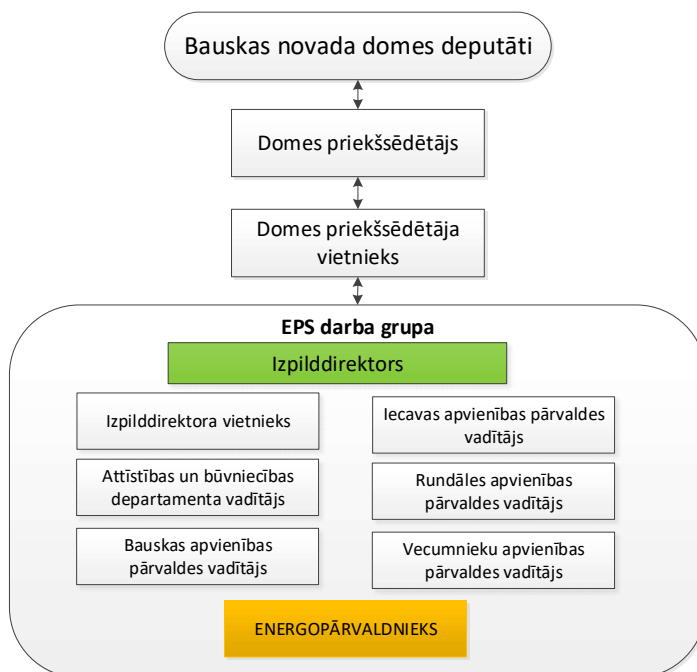 Bauskas novada domes deputāti
Domes priekšsēdētājs
Domes priekšsēdētāja
vietnieks
EPS darba grupa
Izpilddirektors
Izpilddirektora vietnieks
Iecavas apvienības pārvaldes
vadītājs
Attīstības un būvniecības
departamenta vadītājs
Rundāles apvienības
pārvaldes vadītājs
Bauskas apvienības
pārvaldes vadītājs
Vecumnieku apvienības
pārvaldes vadītājs
ENERGOPĀRVALDNIEKS